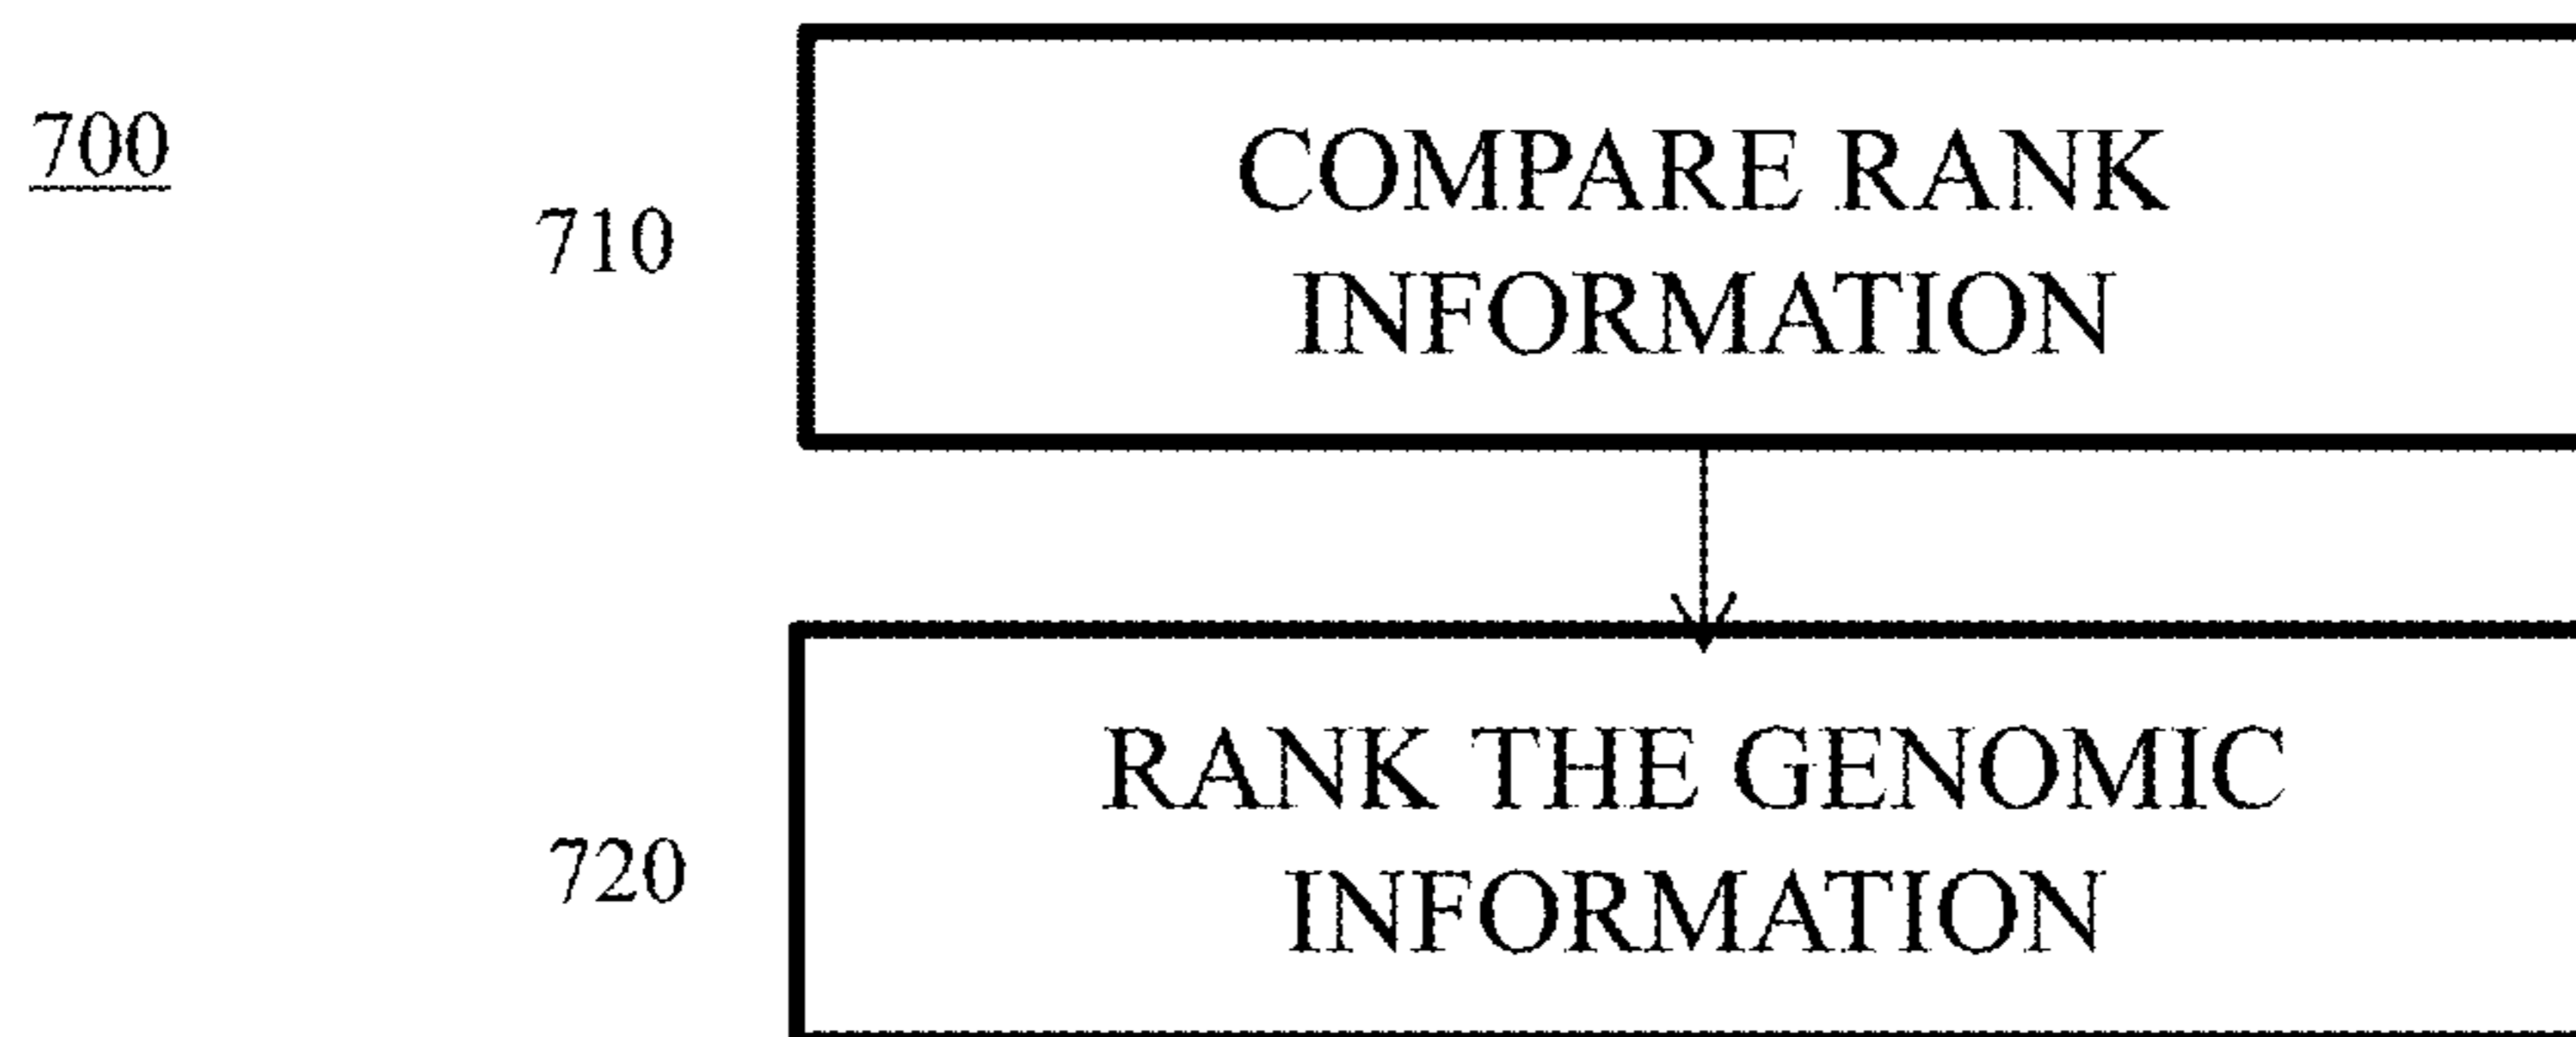 700
710
COMPARE RANK
INFORMATION
720
RANK THE GENOMIC
INFORMATION